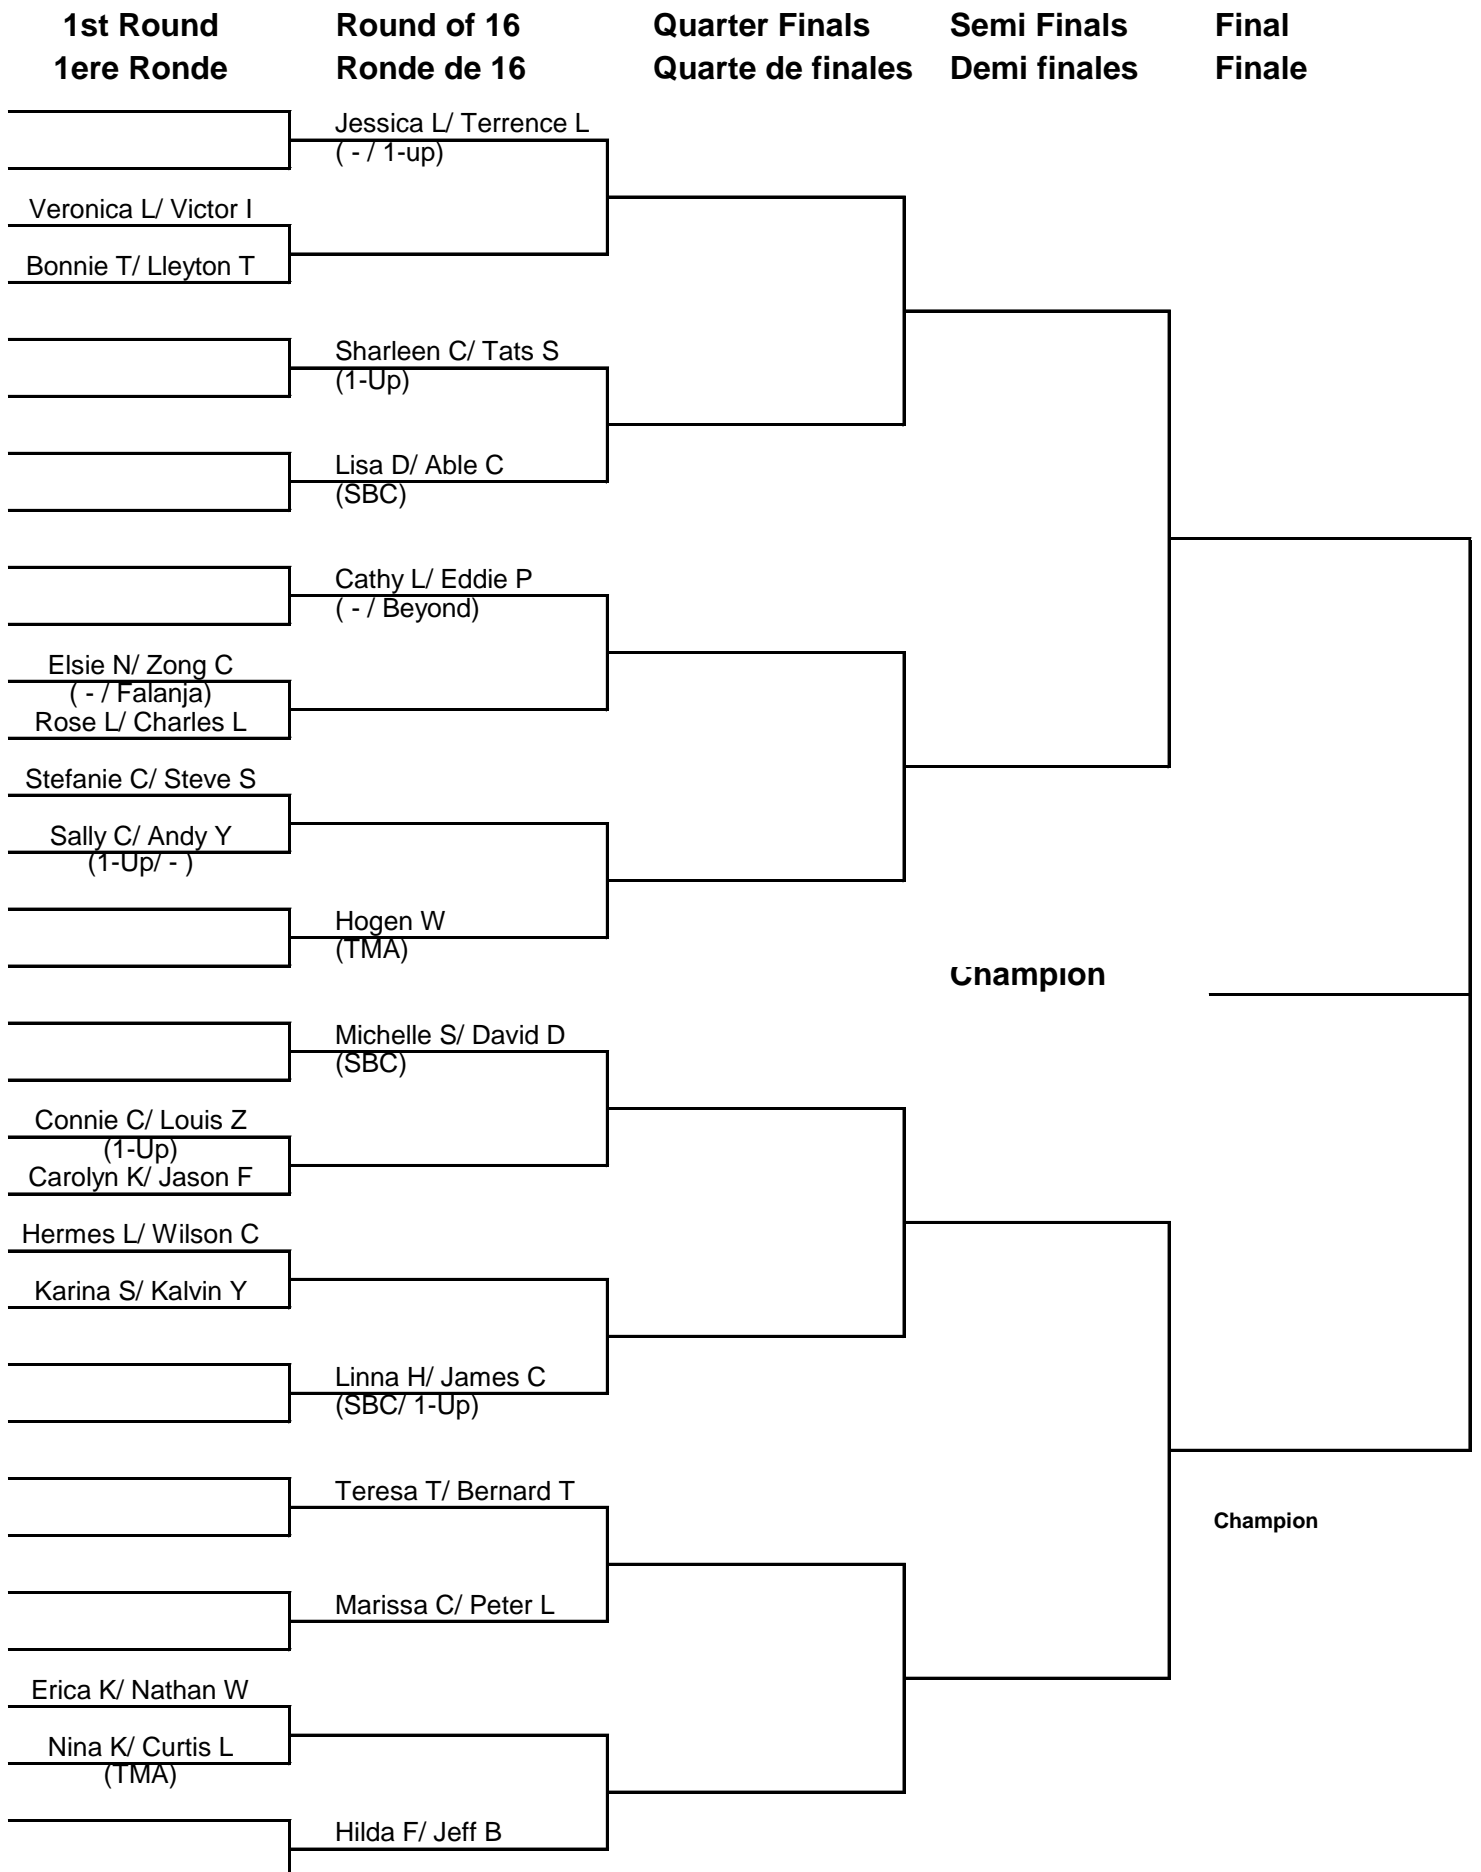 1st Round Round of 16 Quarter Finals Semi Finals Final
1ere Ronde Ronde de 16 Quarte de finales Demi finales Finale
Jessica L/ Terrence L
( - / 1-up)
Veronica L/ Victor I
Bonnie T/ Lleyton T
Sharleen C/ Tats S
(1-Up)
Lisa D/ Able C
(SBC)
Cathy L/ Eddie P
( - / Beyond)
Elsie N/ Zong C
( - / Falanja)
Rose L/ Charles L
Stefanie C/ Steve S
Sally C/ Andy Y
(1-Up/ - )
Hogen W
(TMA)
Champion
Michelle S/ David D
(SBC)
Connie C/ Louis Z
(1-Up)
Carolyn K/ Jason F
Hermes L/ Wilson C
Karina S/ Kalvin Y
Linna H/ James C
(SBC/ 1-Up)
Teresa T/ Bernard T
Champion
Marissa C/ Peter L
Erica K/ Nathan W
Nina K/ Curtis L
(TMA)
Hilda F/ Jeff B